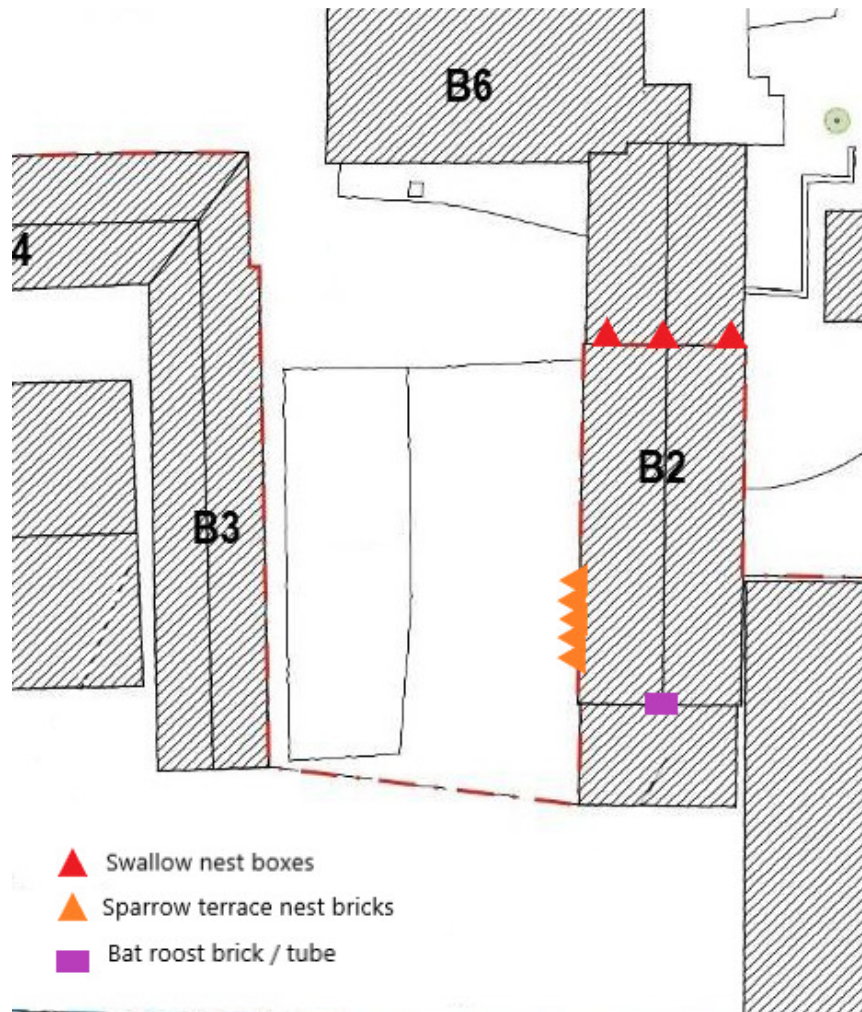 B6
4
B2
B3
Swallow nest boxes
Sparrow terrace nest bricks
Bat roost brick / tube